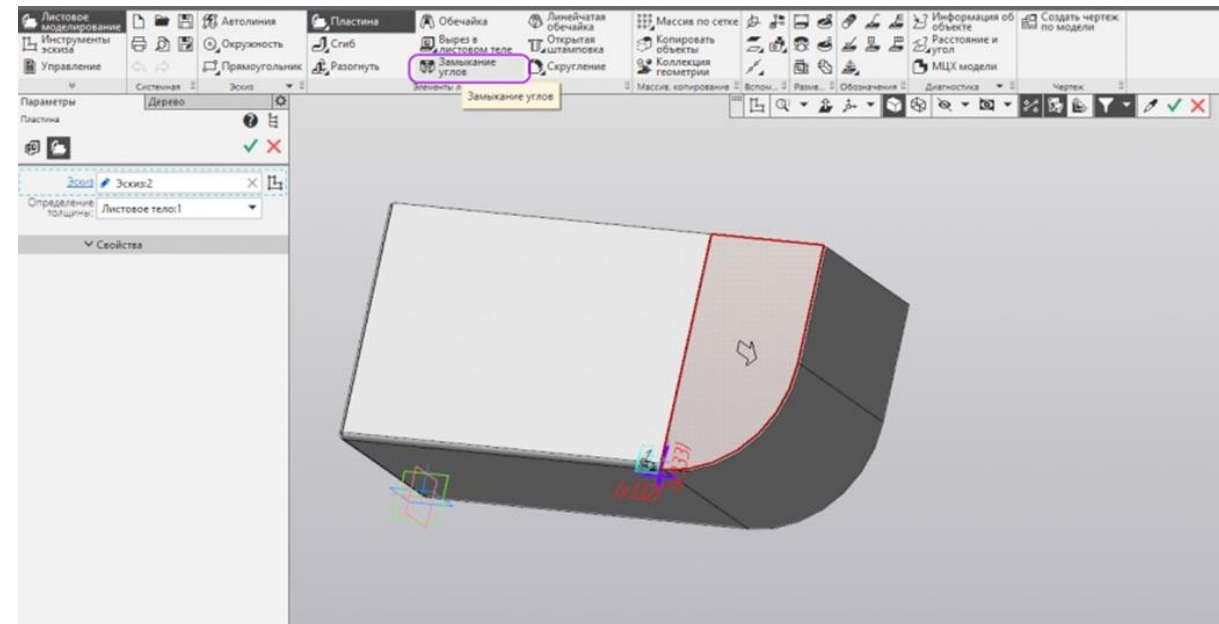 Листовое моделирование
Инструменты эскиза
Управление
Системная
Автолиния
Окружность
Прямоугольник
Эскиз
Пластина
Сгиб
Разогнуть
Обечайка
Вырез в листовом теле
Замыкание углов
Линейчатая обечайка
Открытая штамповка
Скругление
Массив по сетке
Копировать объекты
Коллекция геометрии
Массив, копирование
Вспом...
Разме...
Обозначения
Информация об объекте
Расстояние и угол
МЦХ модели
Диагностика
Создать чертеж по модели
Чертеж
Замыкание углов
Параметры
Дерево
Пластина
Эскиз
Эскиз:2
Определение толщины:
Листовое тело:1
Свойства